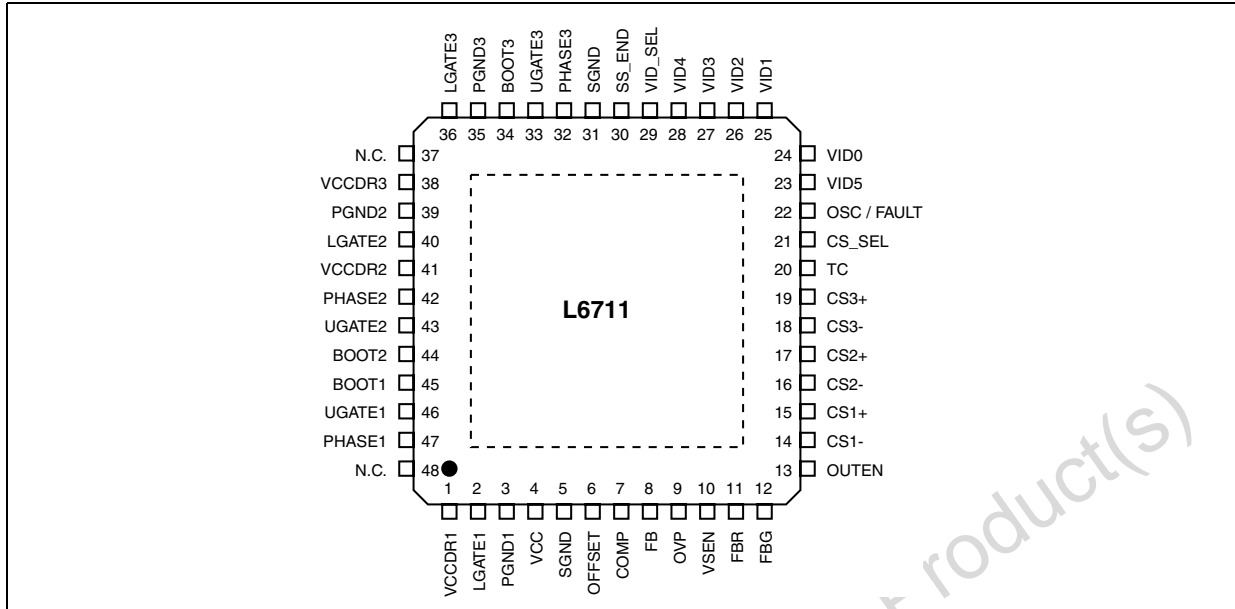 LGATE3
PGND3
BOOT3
UGATE3
PHASE3
SGND
SS_END
VID_SEL
VID4
VID3
VID2
VID1
36 35 34 33 32 31 30 29 28 27 26 25
N.C. 37
VCCDR3 38
PGND2 39
LGATE2 40
VCCDR2 41
PHASE2 42
UGATE2 43
BOOT2 44
BOOT1 45
UGATE1 46
PHASE1 47
N.C. 48
L6711
24 VID0
23 VID5
22 OSC / FAULT
21 CS_SEL
20 TC
19 CS3+
18 CS3-
17 CS2+
16 CS2-
15 CS1+
14 CS1-
13 OUTEN
1 2 3 4 5 6 7 8 9 10 11 12
VCCDR1
LGATE1
PGND1
VCC
SGND
OFFSET
COMP
FB
OVP
VSEN
FBR
FBG
roduct(s)